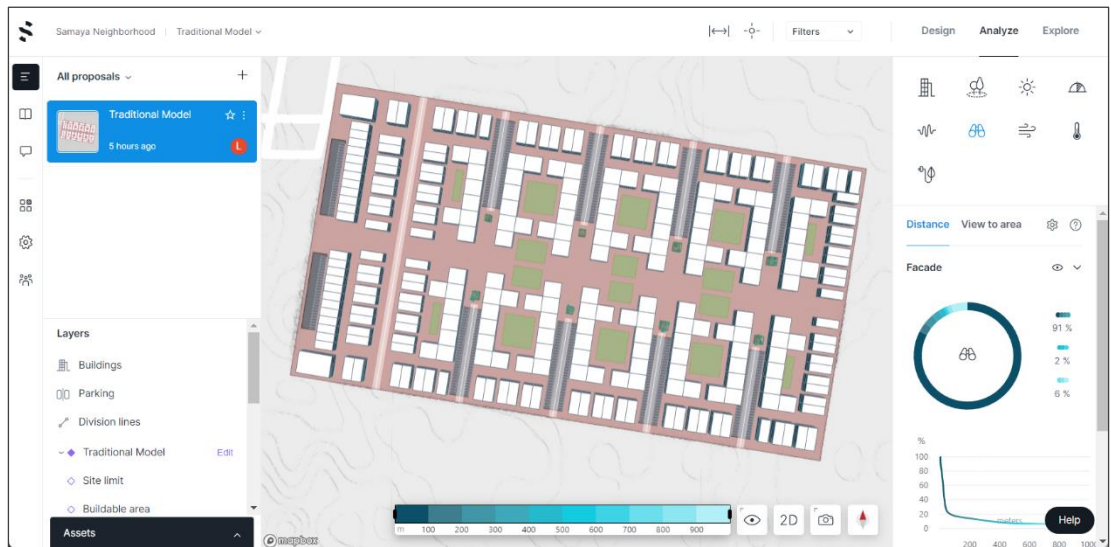 Samaya Neighborhood | Traditional Model
Filters
Design Analyze Explore
All proposals
Traditional Model
5 hours ago
L
Distance View to area
Facade
91 %
2 %
6 %
%
100
80
60
40
20
0
meters
200 400 600 800 1000
Help
Layers
Buildings
Parking
Division lines
Traditional Model Edit
Site limit
Buildable area
Assets
m 100 200 300 400 500 600 700 800 900
2D
mapbox